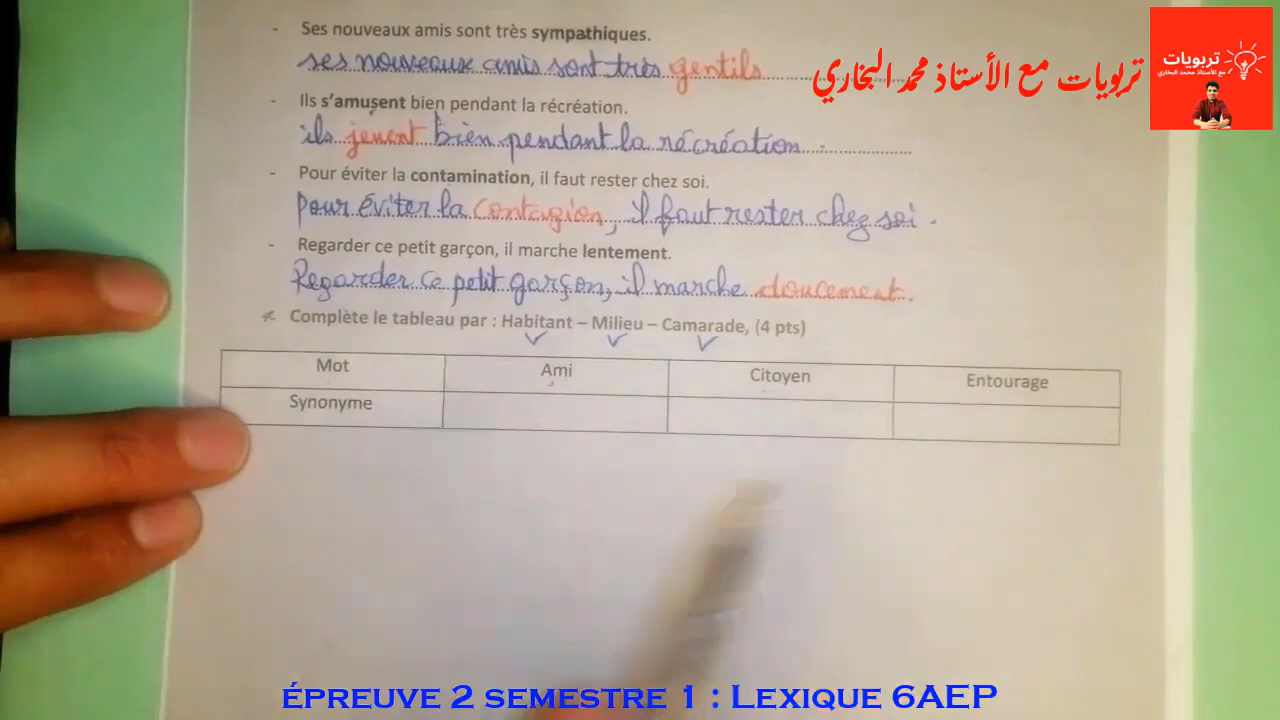 - Ses nouveaux amis sont très sympathiques.
ses nouveaux amis sont très gentils
تربويات مع الأستاذ محمد البخاري
تربويات
مع الأستاذ محمد البخاري
- Ils s'amusent bien pendant la récréation.
ils jouent bien pendant la récréation.
- Pour éviter la contamination, il faut rester chez soi.
pour éviter la contagion, il faut rester chez soi.
- Regarder ce petit garçon, il marche lentement.
Regarder ce petit garçon, il marche doucement.
Complète le tableau par : Habitant – Milieu – Camarade, (4 pts)
Mot Ami Citoyen Entourage
Synonyme
épreuve 2 semestre 1 : Lexique 6AEP